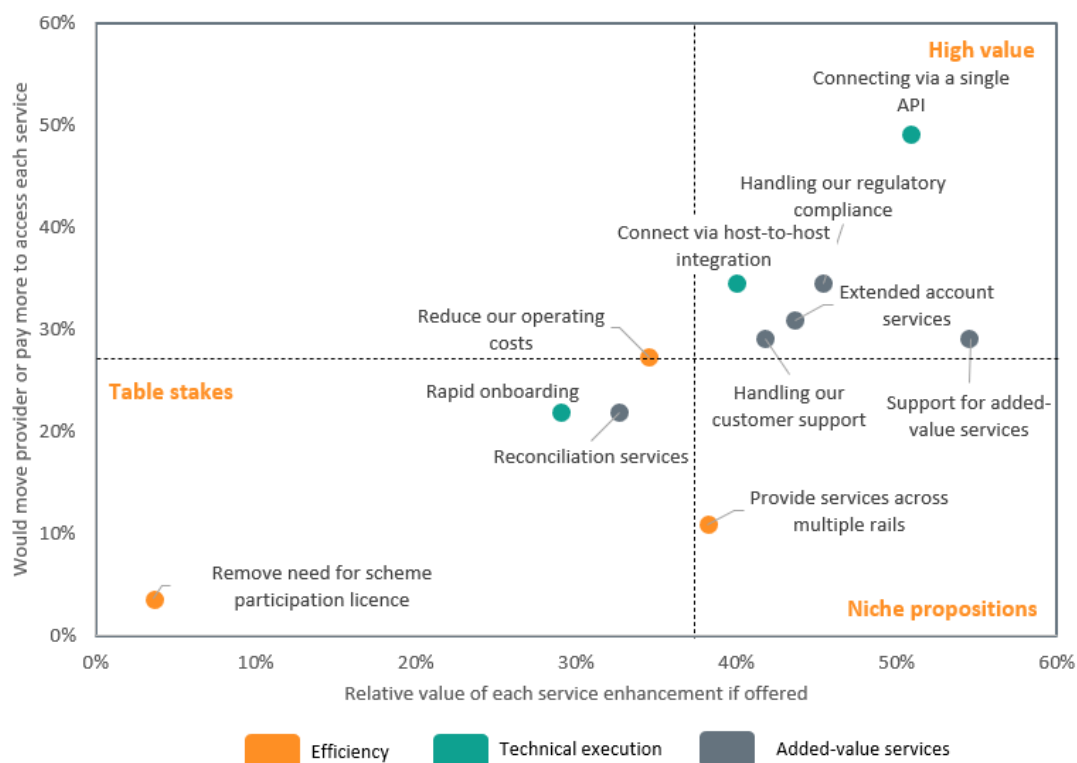 60%
High value
Connecting via a single
API
50%
Handling our regulatory
compliance
40%
Connect via host-to-host
integration
Extended account
services
Reduce our operating
costs
30%
Table stakes
Rapid onboarding
Handling our
customer support
Support for added-
value services
20%
Reconciliation services
Provide services across
multiple rails
10%
Remove need for scheme
participation licence
Niche propositions
0%
Would move provider or pay more to access each service
0%
10%
20%
30%
40%
50%
60%
Relative value of each service enhancement if offered
Efficiency
Technical execution
Added-value services